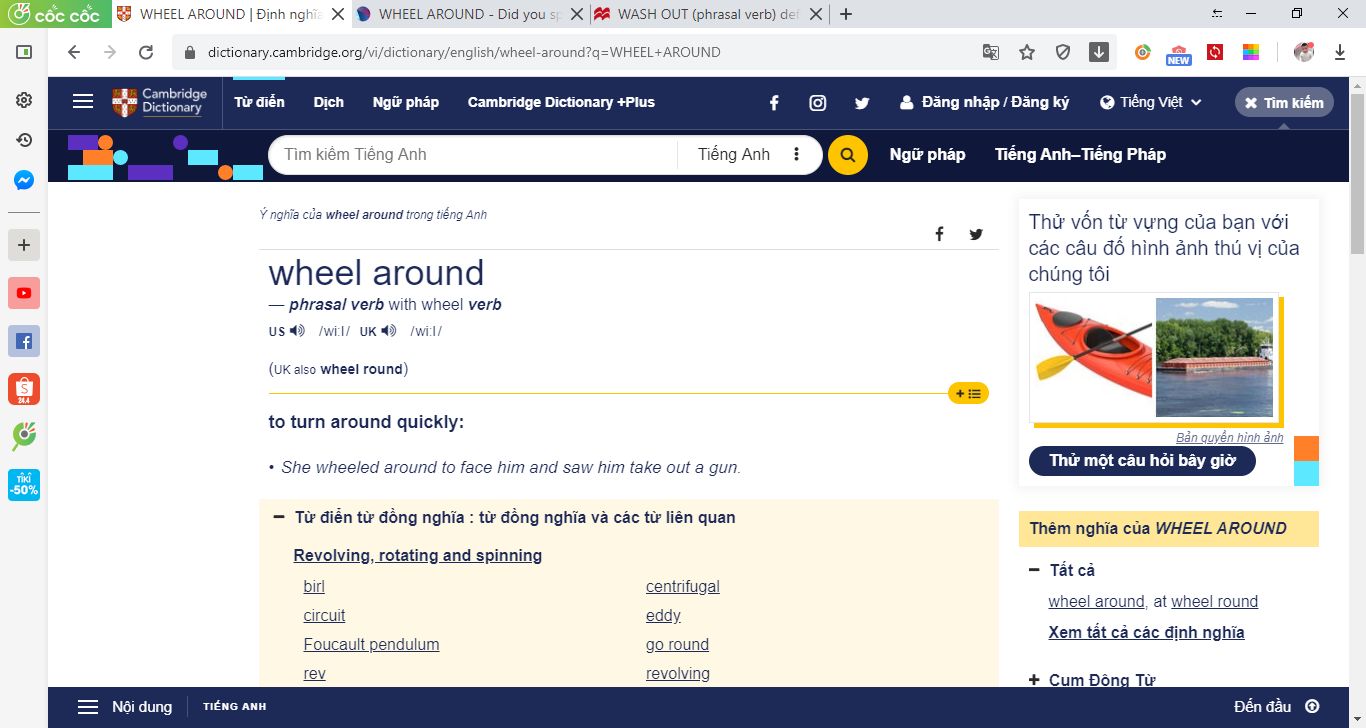 cốc cốc
WHEEL AROUND | Định nghĩa
WHEEL AROUND - Did you sp
WASH OUT (phrasal verb) def
dictionary.cambridge.org/vi/dictionary/english/wheel-around?q=WHEEL+AROUND
NEW
Cambridge
Dictionary
Từ điển Dịch Ngữ pháp Cambridge Dictionary +Plus
Đăng nhập / Đăng ký
Tiếng Việt
Tìm kiếm
Tìm kiếm Tiếng Anh
Tiếng Anh
Ngữ pháp Tiếng Anh–Tiếng Pháp
Ý nghĩa của wheel around trong tiếng Anh
wheel around
— phrasal verb with wheel verb
US /wiːl/ UK /wiːl/
(UK also wheel round)
to turn around quickly:
• She wheeled around to face him and saw him take out a gun.
Từ điển từ đồng nghĩa : từ đồng nghĩa và các từ liên quan
Revolving, rotating and spinning
birl centrifugal
circuit eddy
Foucault pendulum go round
rev revolving
Thử vốn từ vựng của bạn với
các câu đố hình ảnh thú vị của
chúng tôi
Bản quyền hình ảnh
Thử một câu hỏi bây giờ
Thêm nghĩa của WHEEL AROUND
Tất cả
wheel around, at wheel round
Xem tất cả các định nghĩa
Cụm Động Từ
24.4
TIKI
-50%
Nội dung
TIẾNG ANH
Đến đầu